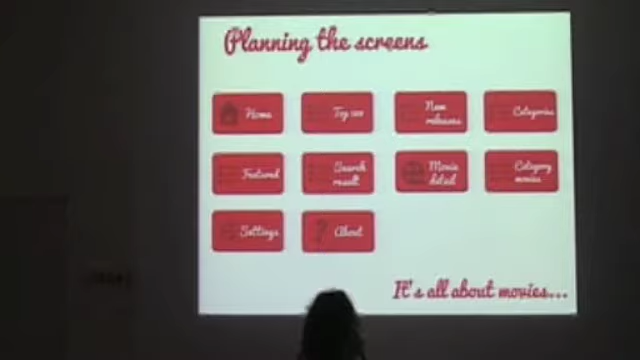 Planning the screens
Home
Top 100
New
releases
Categories
Featured
Search
result
Movie
detail
Category
movies
Settings
?
About
It's all about movies...